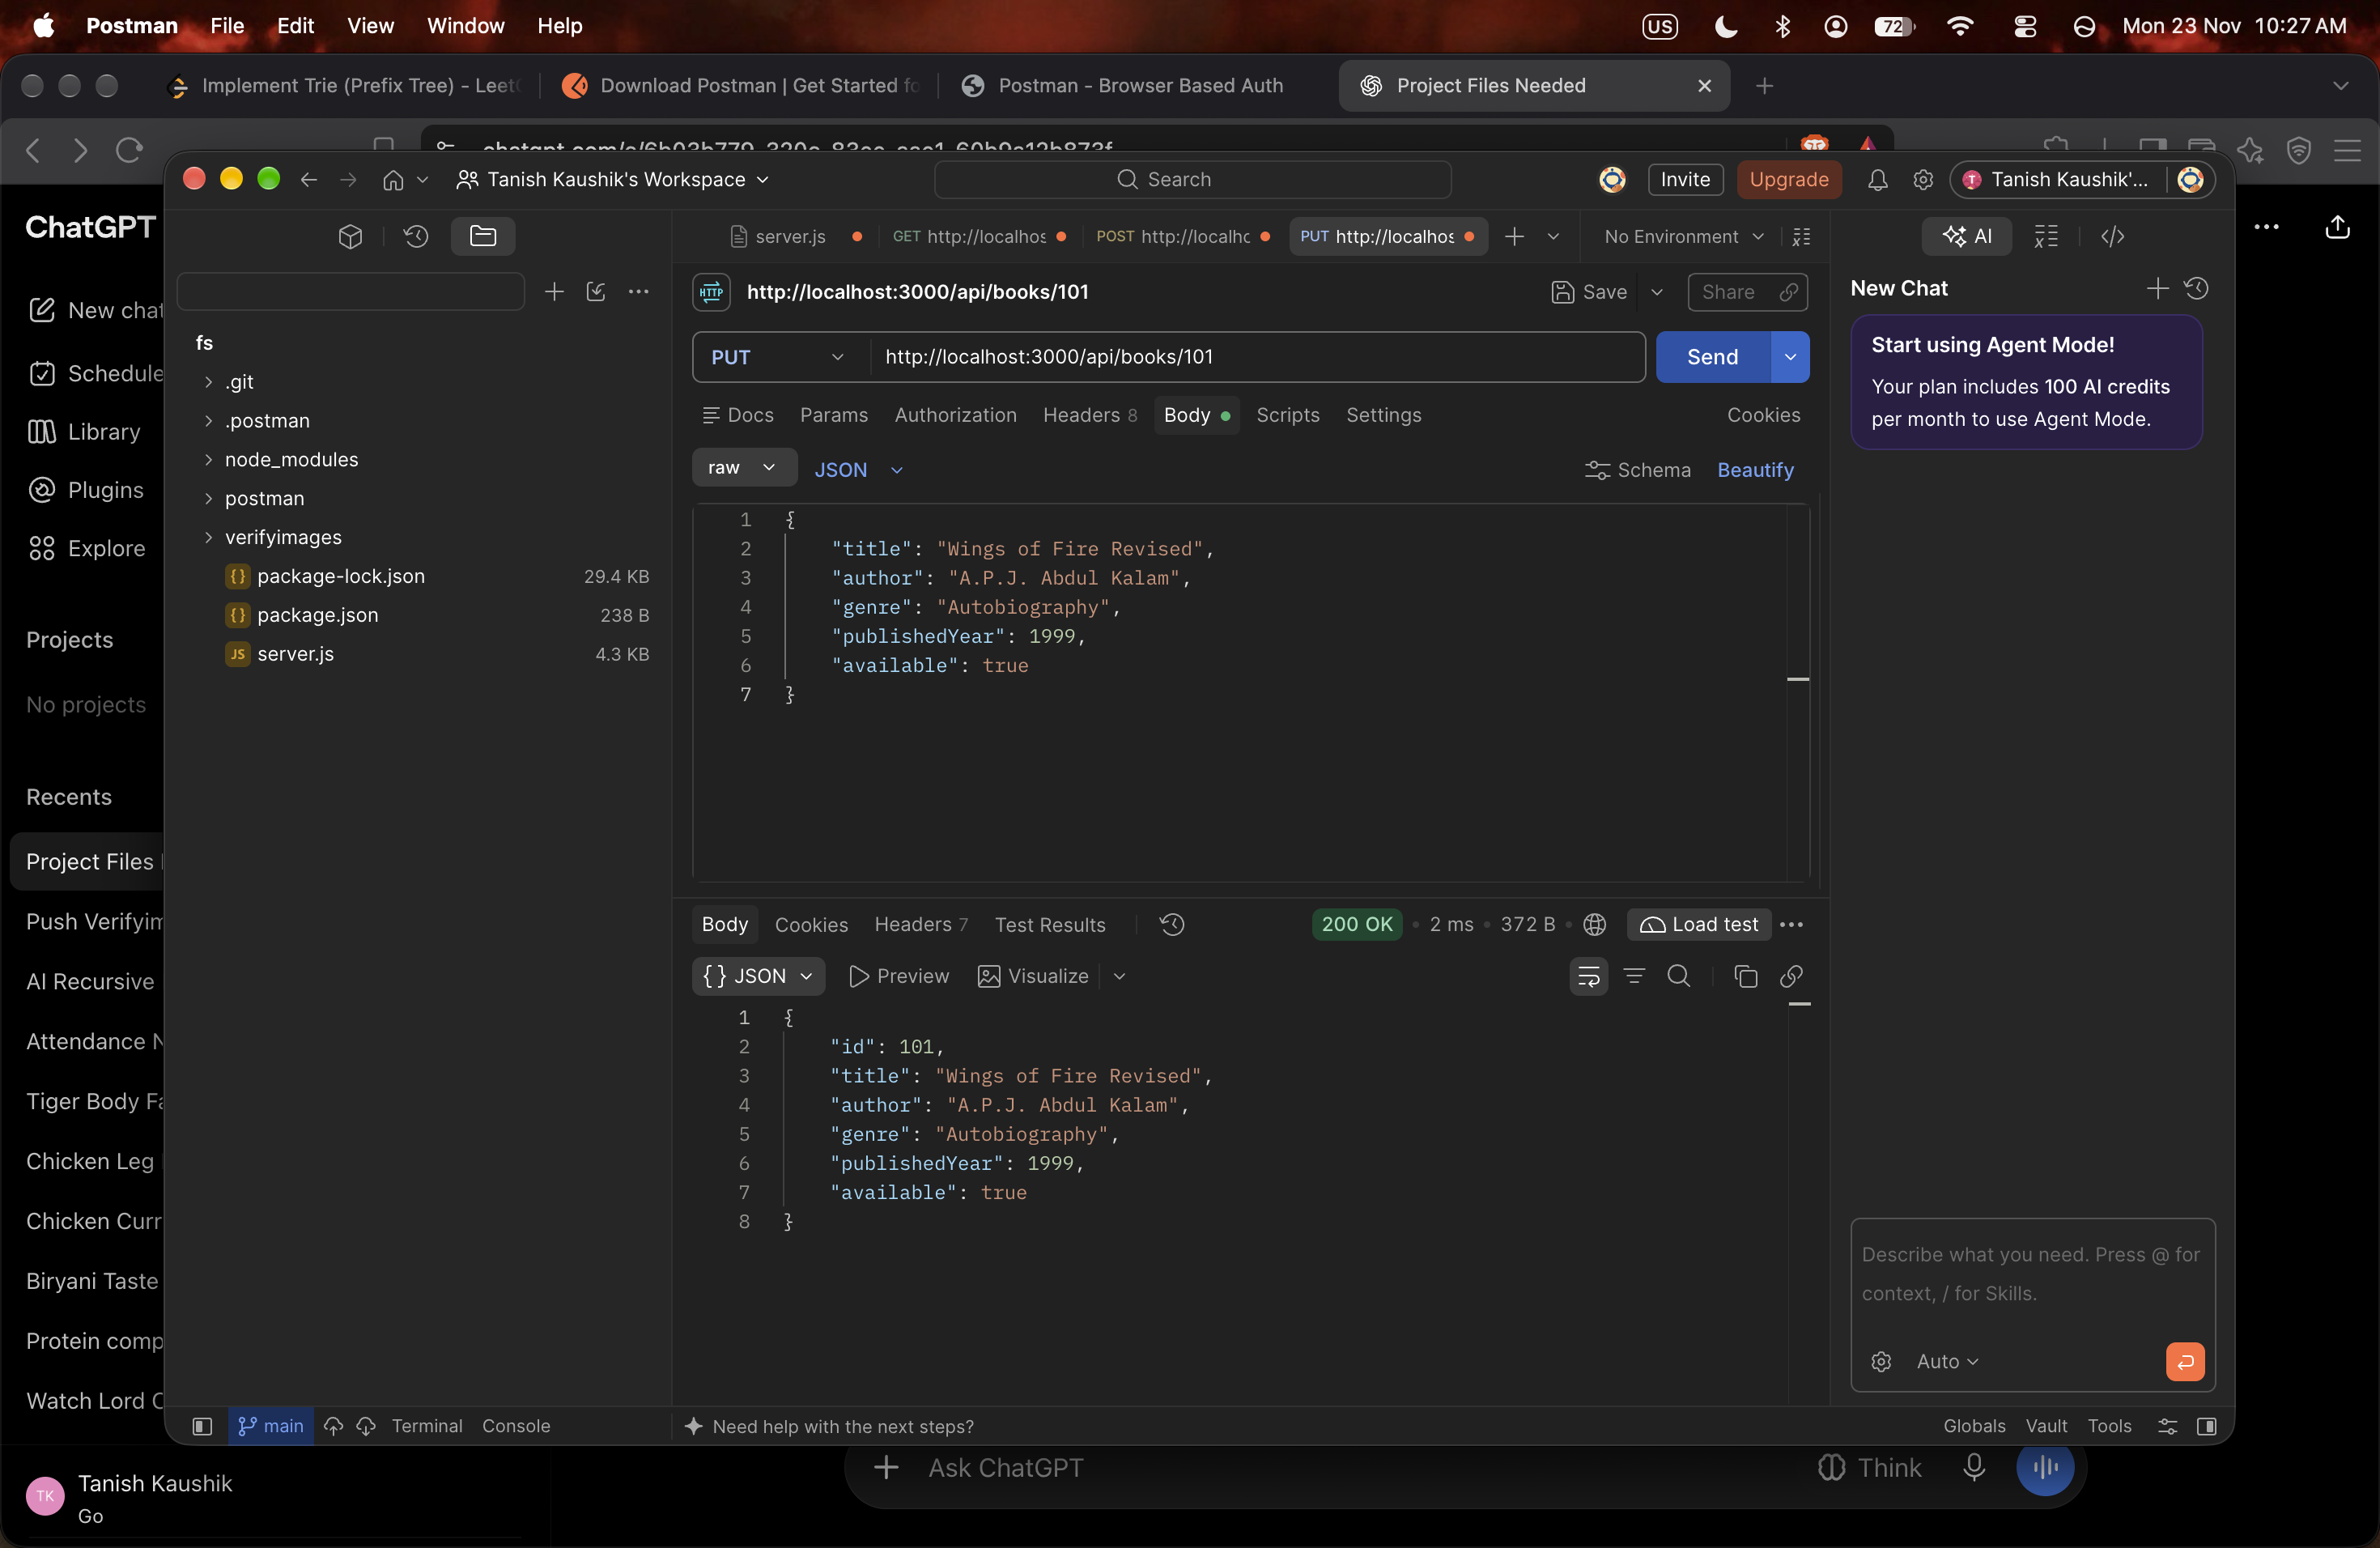 Postman File Edit View Window Help
US 72 Mon 23 Nov 10:27 AM
Implement Trie (Prefix Tree) - Leet
Download Postman | Get Started fo
Postman - Browser Based Auth
Project Files Needed
ChatGPT
New chat
Schedule
Library
Plugins
Explore
Projects
No projects
Recents
Project Files
Push Verifyim
AI Recursive
Attendance N
Tiger Body Fa
Chicken Leg
Chicken Curr
Biryani Taste
Protein comp
Watch Lord
TK
Tanish Kaushik
Go
Tanish Kaushik's Workspace
Search
Invite
Upgrade
T
Tanish Kaushik'...
fs
.git
.postman
node_modules
postman
verifyimages
{} package-lock.json 29.4 KB
{} package.json 238 B
JS server.js 4.3 KB
server.js
GET http://localhos
POST http://localhc
PUT http://localhos
No Environment
HTTP http://localhost:3000/api/books/101
Save
Share
PUT http://localhost:3000/api/books/101
Send
Docs Params Authorization Headers 8 Body Scripts Settings Cookies
raw JSON Schema Beautify
1 {
2 "title": "Wings of Fire Revised",
3 "author": "A.P.J. Abdul Kalam",
4 "genre": "Autobiography",
5 "publishedYear": 1999,
6 "available": true
7 }
Body Cookies Headers 7 Test Results 200 OK 2 ms 372 B Load test
{} JSON Preview Visualize
1 {
2 "id": 101,
3 "title": "Wings of Fire Revised",
4 "author": "A.P.J. Abdul Kalam",
5 "genre": "Autobiography",
6 "publishedYear": 1999,
7 "available": true
8 }
AI
New Chat
Start using Agent Mode!
Your plan includes 100 AI credits
per month to use Agent Mode.
Describe what you need. Press @ for
context, / for Skills.
Auto
main Terminal Console
Need help with the next steps?
Globals Vault Tools
Ask ChatGPT
Think